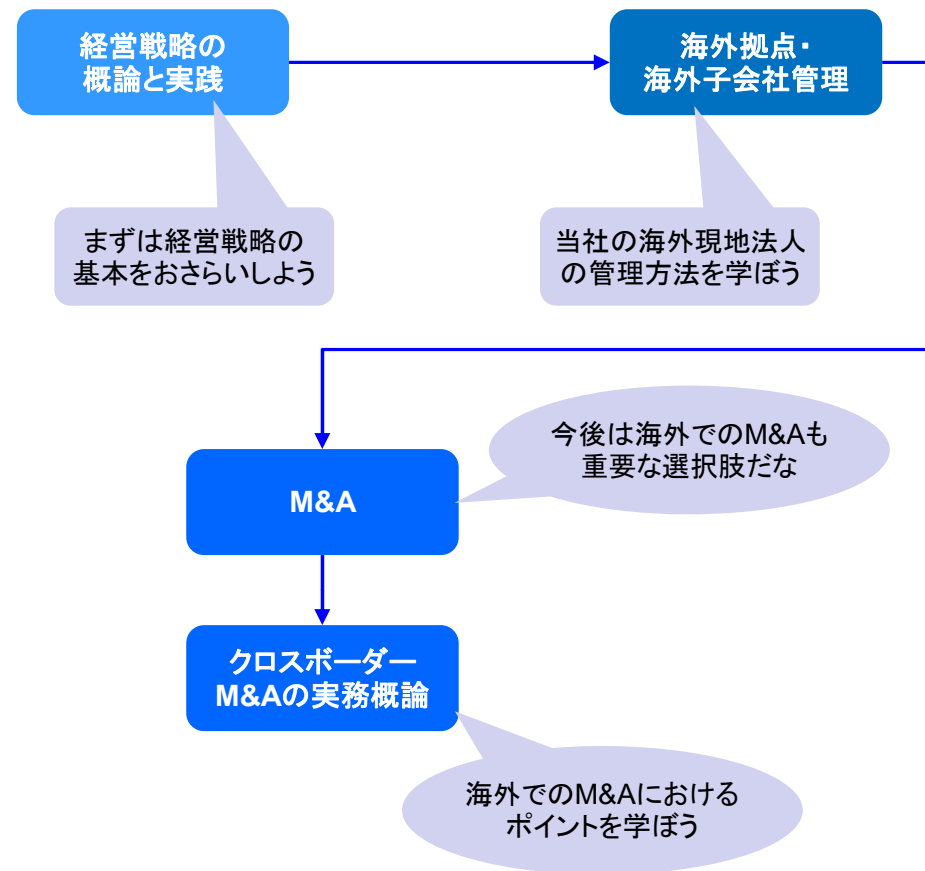 経営戦略の
概論と実践
海外拠点・
海外子会社管理
まずは経営戦略の
基本をおさらいしよう
当社の海外現地法人
の管理方法を学ぼう
今後は海外でのM&Aも
重要な選択肢だな
M&A
クロスボーダー
M&Aの実務概論
海外でのM&Aにおける
ポイントを学ぼう